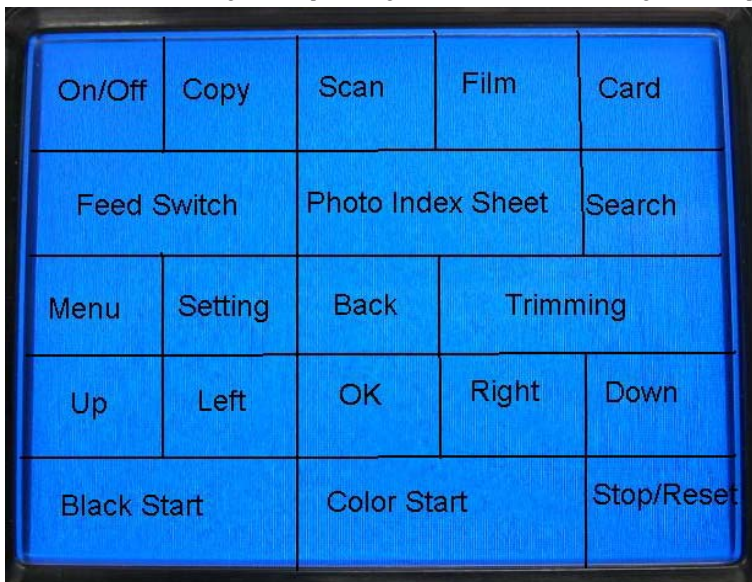 On/Off Copy Scan Film Card
Feed Switch Photo Index Sheet Search
Menu Setting Back Trimming
Up Left OK Right Down
Black Start Color Start Stop/Reset